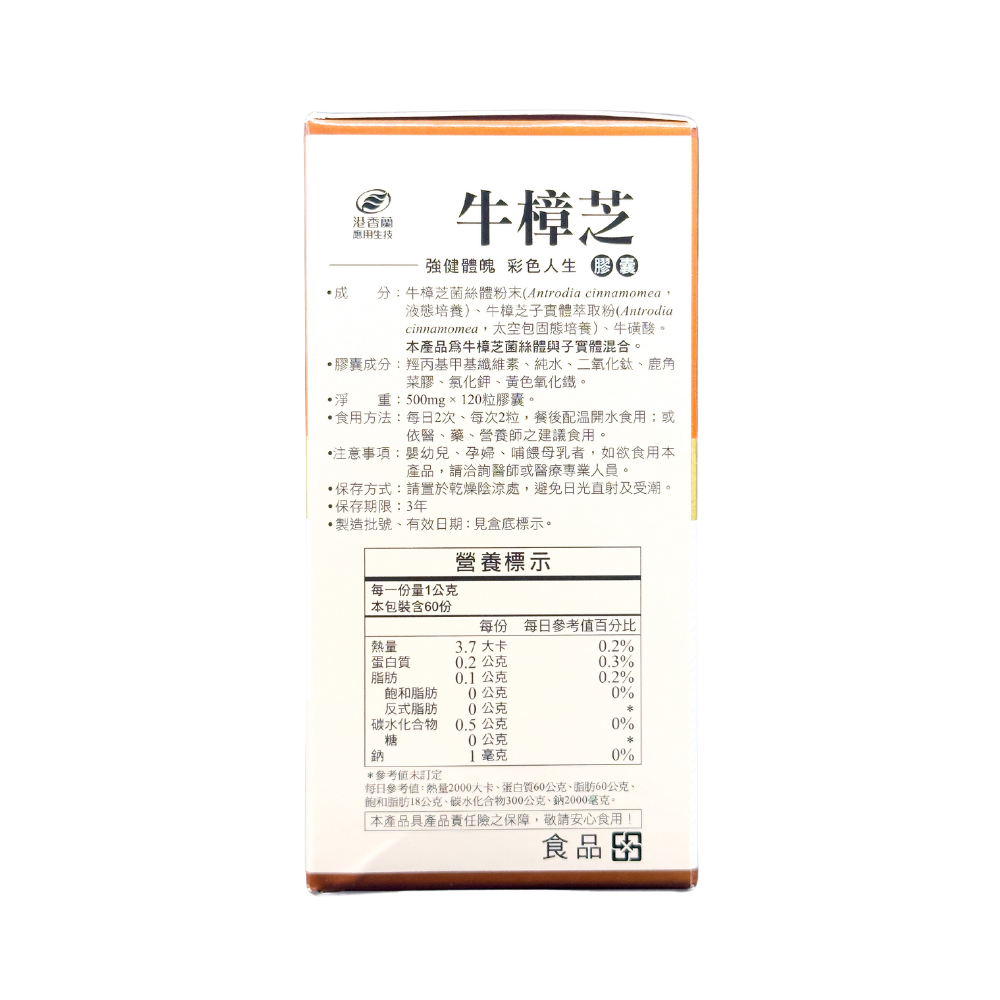 港香蘭
應用生技
牛樟芝
強健體魄 彩色人生 膠囊
•成 分：牛樟芝菌絲體粉末(Antrodia cinnamomea，
液態培養)、牛樟芝子實體萃取粉(Antrodia
cinnamomea，太空包固態培養)、牛磺酸。
本產品為牛樟芝菌絲體與子實體混合。
•膠囊成分：羥丙基甲基纖維素、純水、二氧化鈦、鹿角
菜膠、氯化鉀、黃色氧化鐵。
•淨 重：500mg × 120粒膠囊。
•食用方法：每日2次、每次2粒，餐後配温開水食用；或
依醫、藥、營養師之建議食用。
•注意事項：嬰幼兒、孕婦、哺餵母乳者，如欲食用本
產品，請洽詢醫師或醫療專業人員。
•保存方式：請置於乾燥陰涼處，避免日光直射及受潮。
•保存期限：3年
•製造批號、有效日期：見盒底標示。
營養標示
每一份量1公克
本包裝含60份
每份 每日參考值百分比
熱量 3.7 大卡 0.2%
蛋白質 0.2 公克 0.3%
脂肪 0.1 公克 0.2%
飽和脂肪 0 公克 0%
反式脂肪 0 公克 *
碳水化合物 0.5 公克 0%
糖 0 公克 *
鈉 1 毫克 0%
*參考值未訂定
每日參考值：熱量2000大卡、蛋白質60公克、脂肪60公克、
飽和脂肪18公克、碳水化合物300公克、鈉2000毫克。
本產品具產品責任險之保障，敬請安心食用！
食品